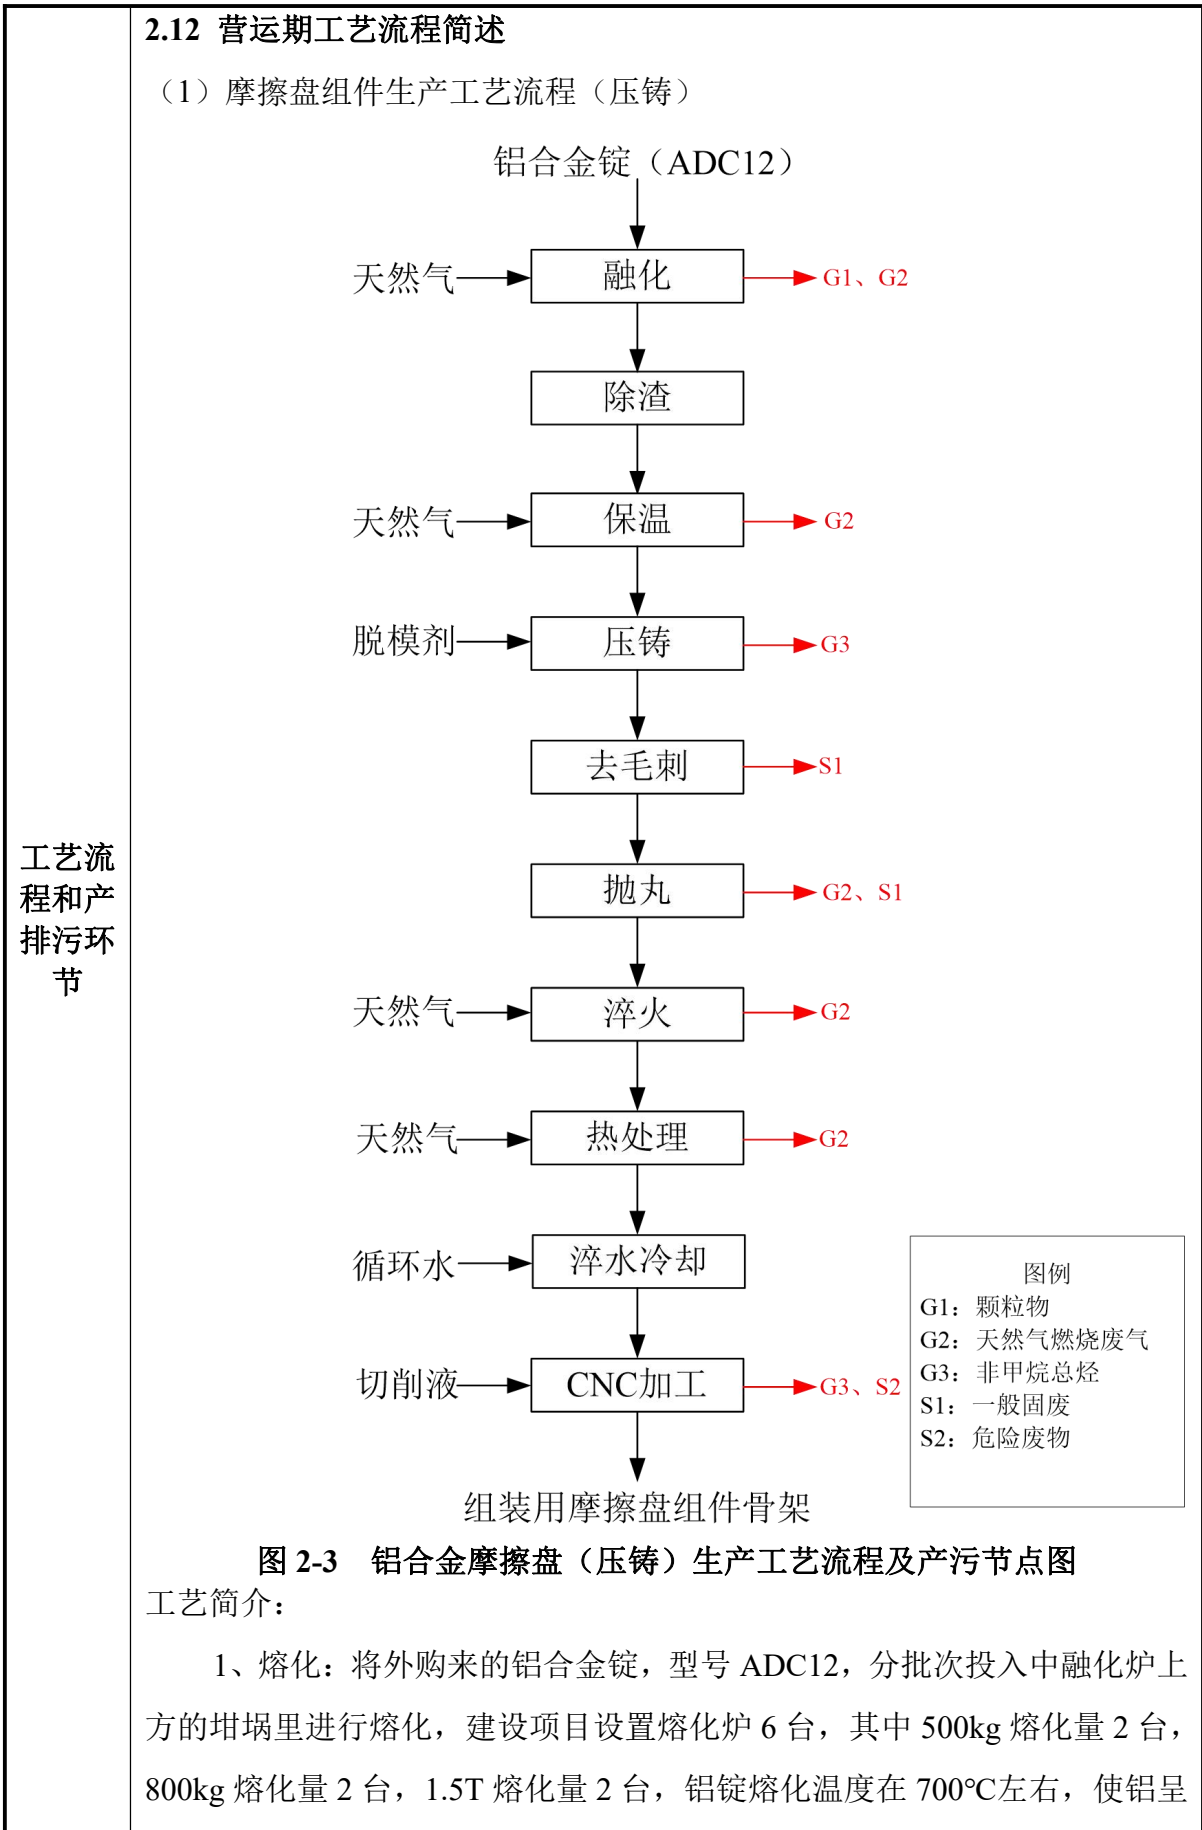 2.12 营运期工艺流程简述
（1）摩擦盘组件生产工艺流程（压铸）
铝合金锭（ADC12）
天然气
融化
G1、G2
除渣
天然气
保温
G2
脱模剂
压铸
G3
去毛刺
S1
抛丸
G2、S1
天然气
淬火
G2
天然气
热处理
G2
循环水
淬水冷却
切削液
CNC加工
G3、S2
组装用摩擦盘组件骨架
图例
G1：颗粒物
G2：天然气燃烧废气
G3：非甲烷总烃
S1：一般固废
S2：危险废物
工艺流
程和产
排污环
节
图 2-3 铝合金摩擦盘（压铸）生产工艺流程及产污节点图
工艺简介：
1、熔化：将外购来的铝合金锭，型号 ADC12，分批次投入中融化炉上
方的坩埚里进行熔化，建设项目设置熔化炉 6 台，其中 500kg 熔化量 2 台，
800kg 熔化量 2 台，1.5T 熔化量 2 台，铝锭熔化温度在 700℃左右，使铝呈